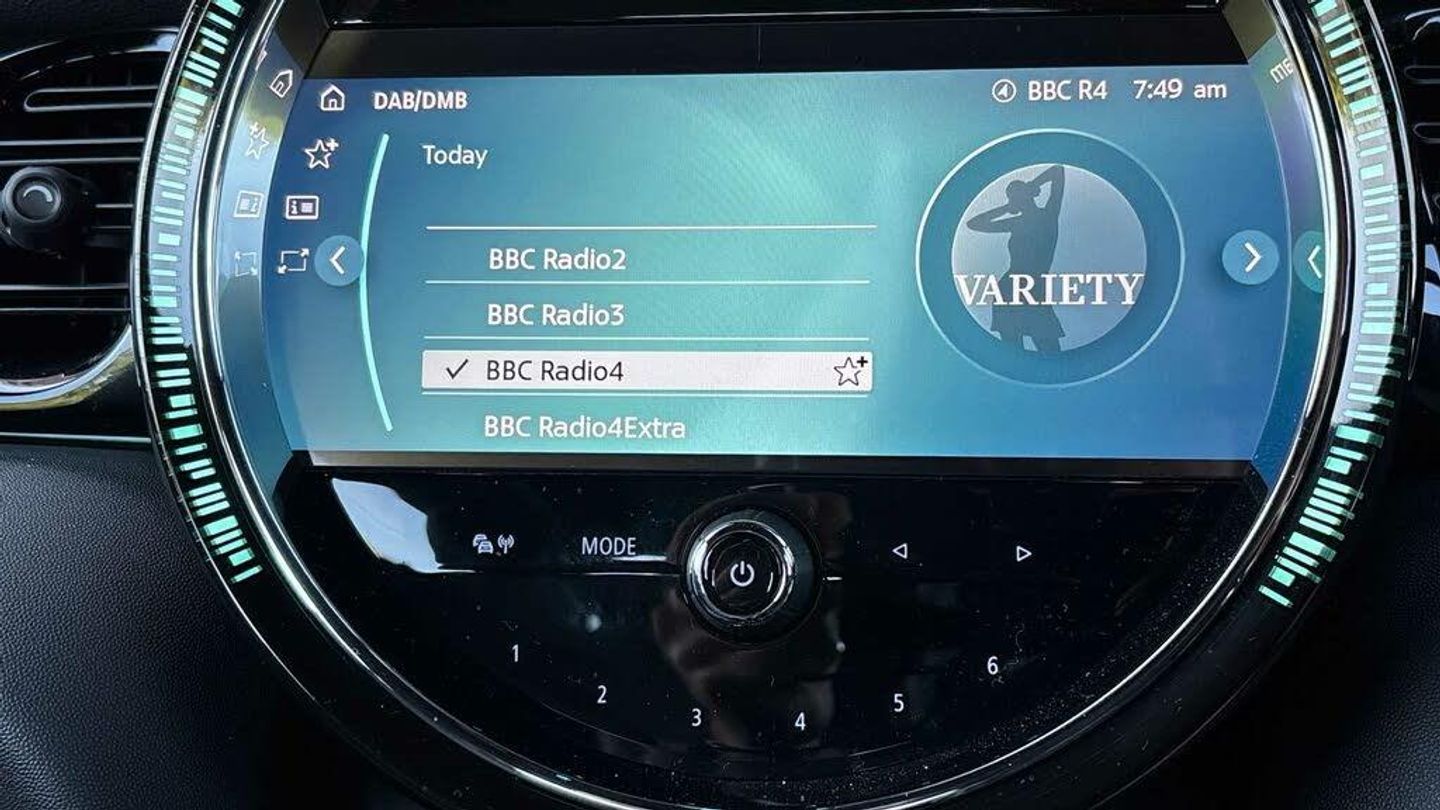 DAB/DMB
BBC R4 7:49 am
ME
Today
BBC Radio2
BBC Radio3
BBC Radio4
BBC Radio4Extra
VARIETY
MODE
1
2
3
4
5
6